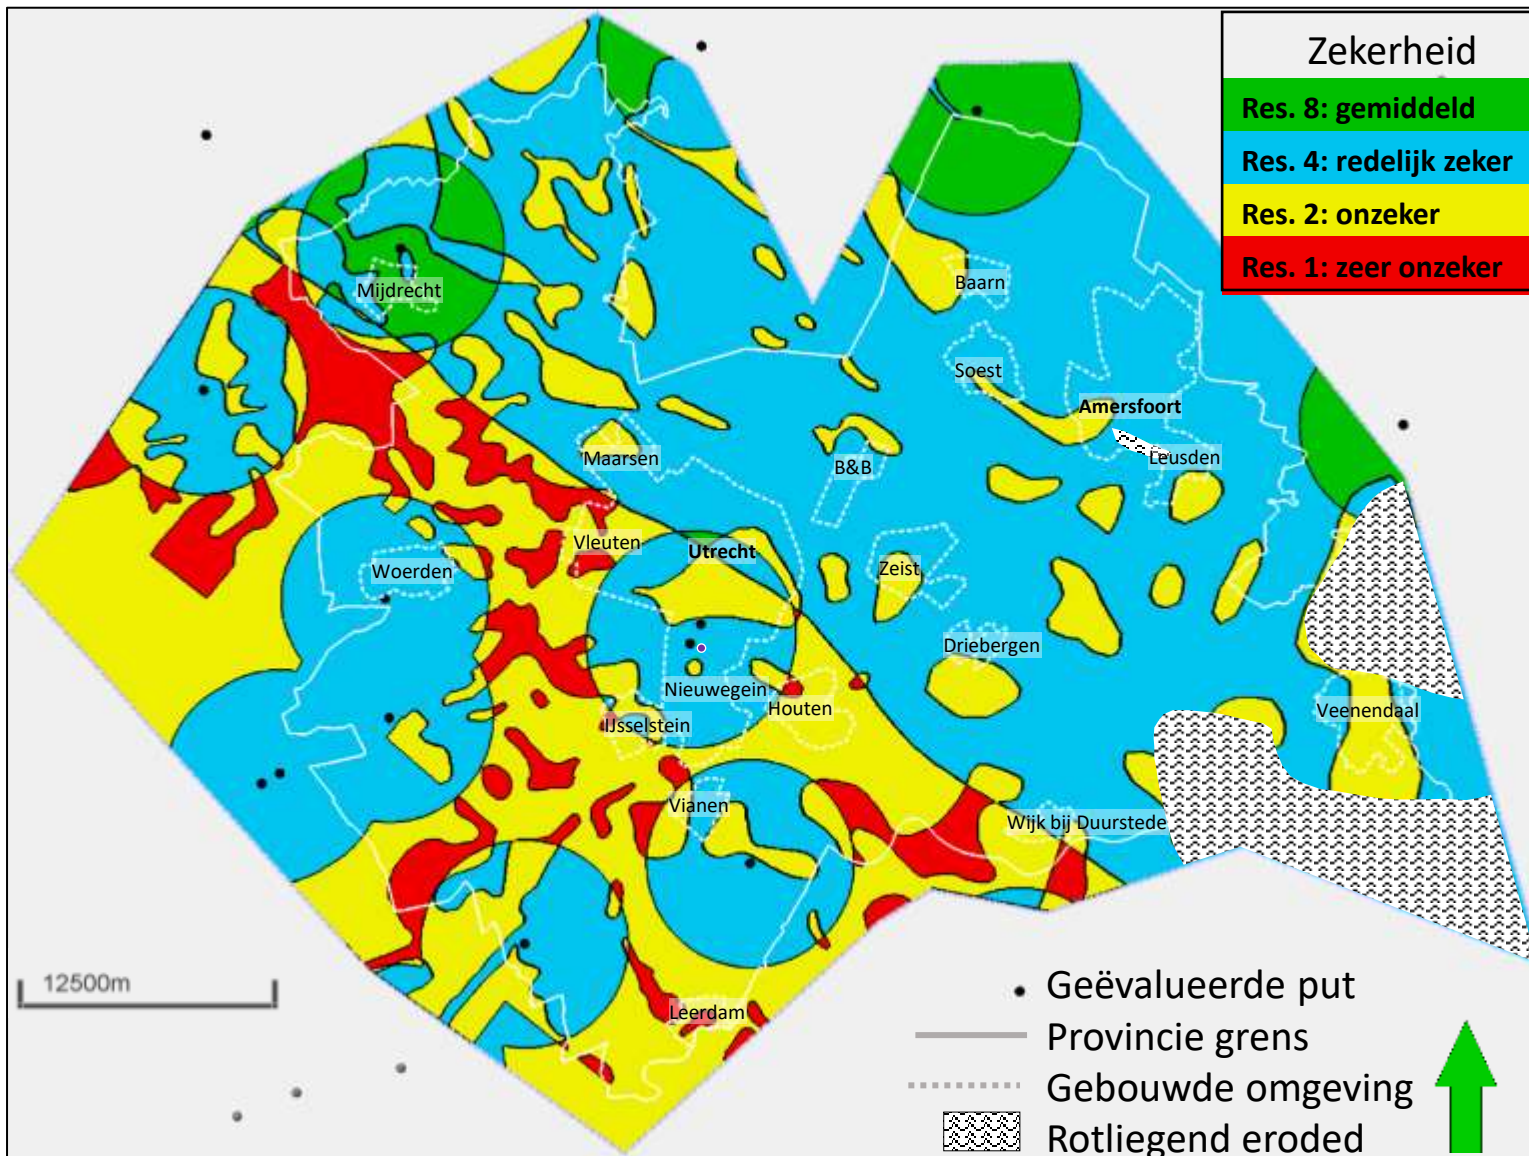 Zekerheid
Res. 8: gemiddeld
Res. 4: redelijk zeker
Res. 2: onzeker
Res. 1: zeer onzeker
Mijdrecht
Baarn
Soest
Amersfoort
Maarsen
B&B
Leusden
Vleuten
Utrecht
Woerden
Zeist
Driebergen
Nieuwegein
Houten
IJsselstein
Veenendaal
Vianen
Wijk bij Duurstede
12500m
Leerdam
Geëvalueerde put
Provincie grens
Gebouwde omgeving
Rotliegend eroded